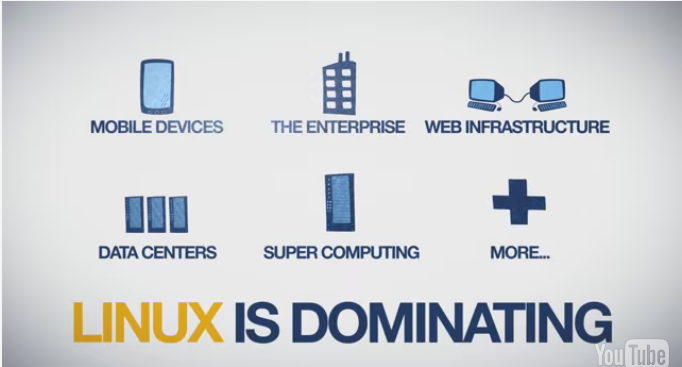 MOBILE DEVICES THE ENTERPRISE WEB INFRASTRUCTURE
DATA CENTERS SUPER COMPUTING MORE...
LINUX IS DOMINATING
YouTube